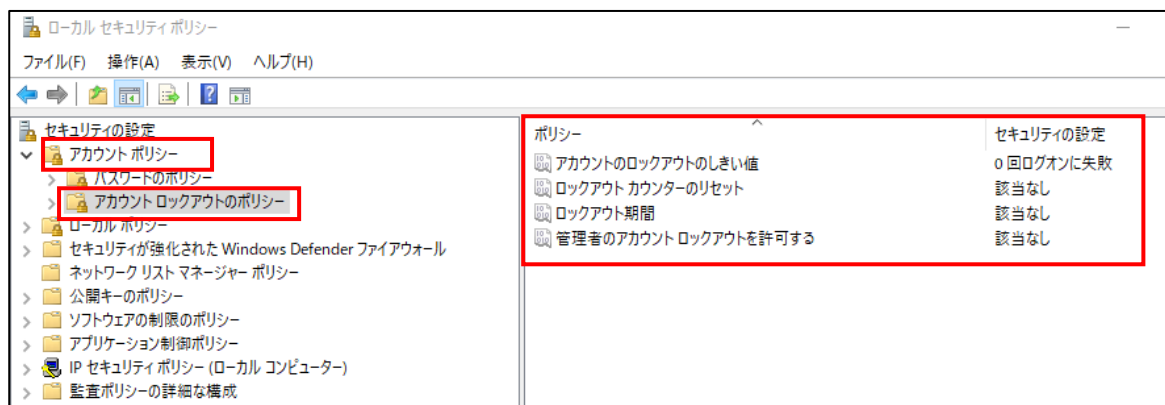 ローカル セキュリティ ポリシー
ファイル(F) 操作(A) 表示(V) ヘルプ(H)
セキュリティの設定
アカウント ポリシー
パスワードのポリシー
アカウント ロックアウトのポリシー
ローカル ポリシー
セキュリティが強化された Windows Defender ファイアウォール
ネットワーク リスト マネージャー ポリシー
公開キーのポリシー
ソフトウェアの制限のポリシー
アプリケーション制御ポリシー
IP セキュリティ ポリシー (ローカル コンピューター)
監査ポリシーの詳細な構成
ポリシー セキュリティの設定
アカウントのロックアウトのしきい値 0 回ログオンに失敗
ロックアウト カウンターのリセット 該当なし
ロックアウト期間 該当なし
管理者のアカウント ロックアウトを許可する 該当なし